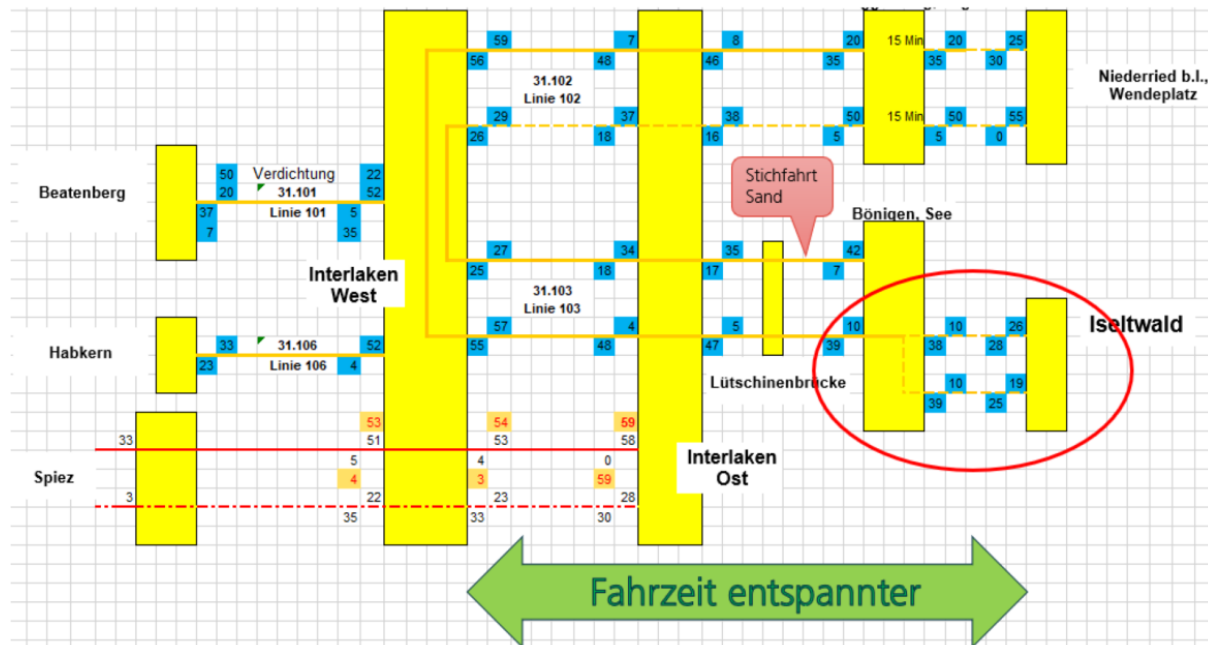 59 7 8 20 15 Min 20 25
56 48 46 35 35 30
31.102
Linie 102
Niederried b.I.,
Wendeplatz
29 37 38 50 15 Min 50 55
26 18 16 5 5 0
Stichfahrt
Sand
50 Verdichtung 22
Beatenberg 20 31.101 52
37 Linie 101 5
7 35
Bönigen, See
27 34 35 42
25 18 17 7
Interlaken
West
31.103
Linie 103
57 4 5 10 10 26
Iseltwald
55 48 47 39 38 28
Habkern 33 31.106 52
23 Linie 106 4
Lütschinenbrücke
10 19
39 25
53 54 59
33 51 53 58
5 4 0
Interlaken
Ost
Spiez 4 3 59
3 22 23 28
35 33 30
Fahrzeit entspannter